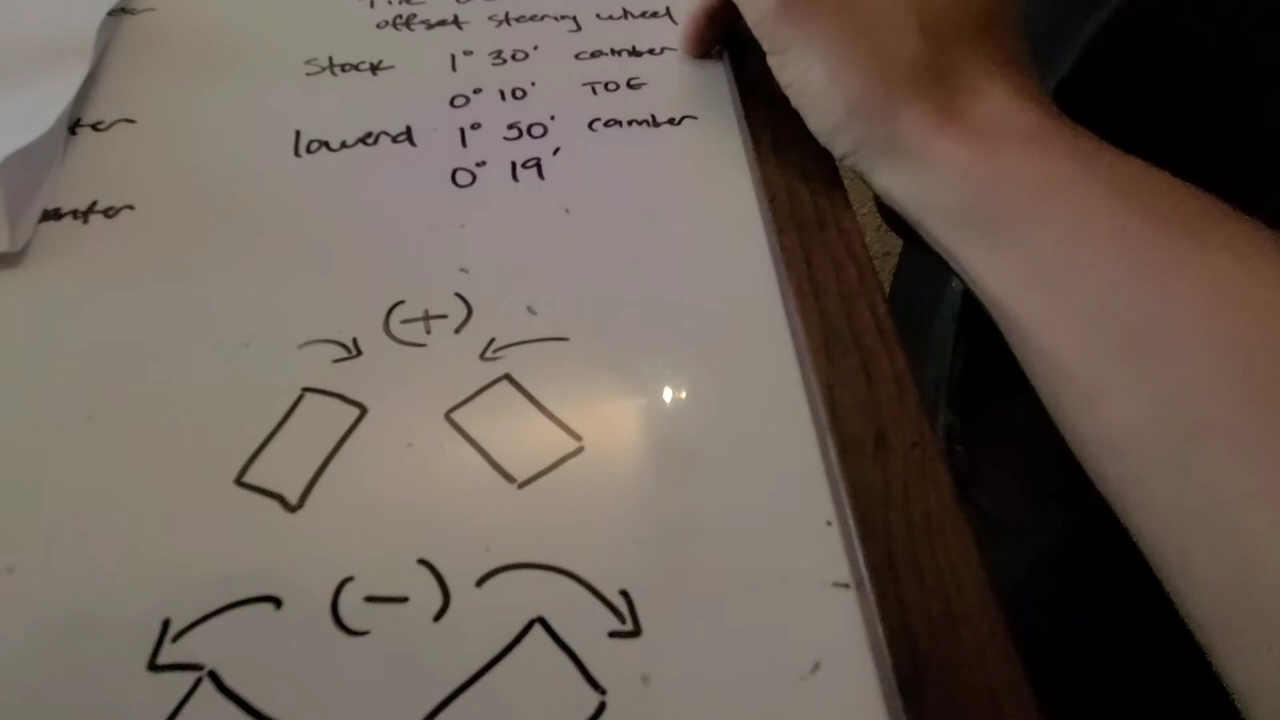 offset steering wheel
Stock 1° 30' camber
0° 10' TOE
lowerd 1° 50' camber
0° 19'
(+)
(-)